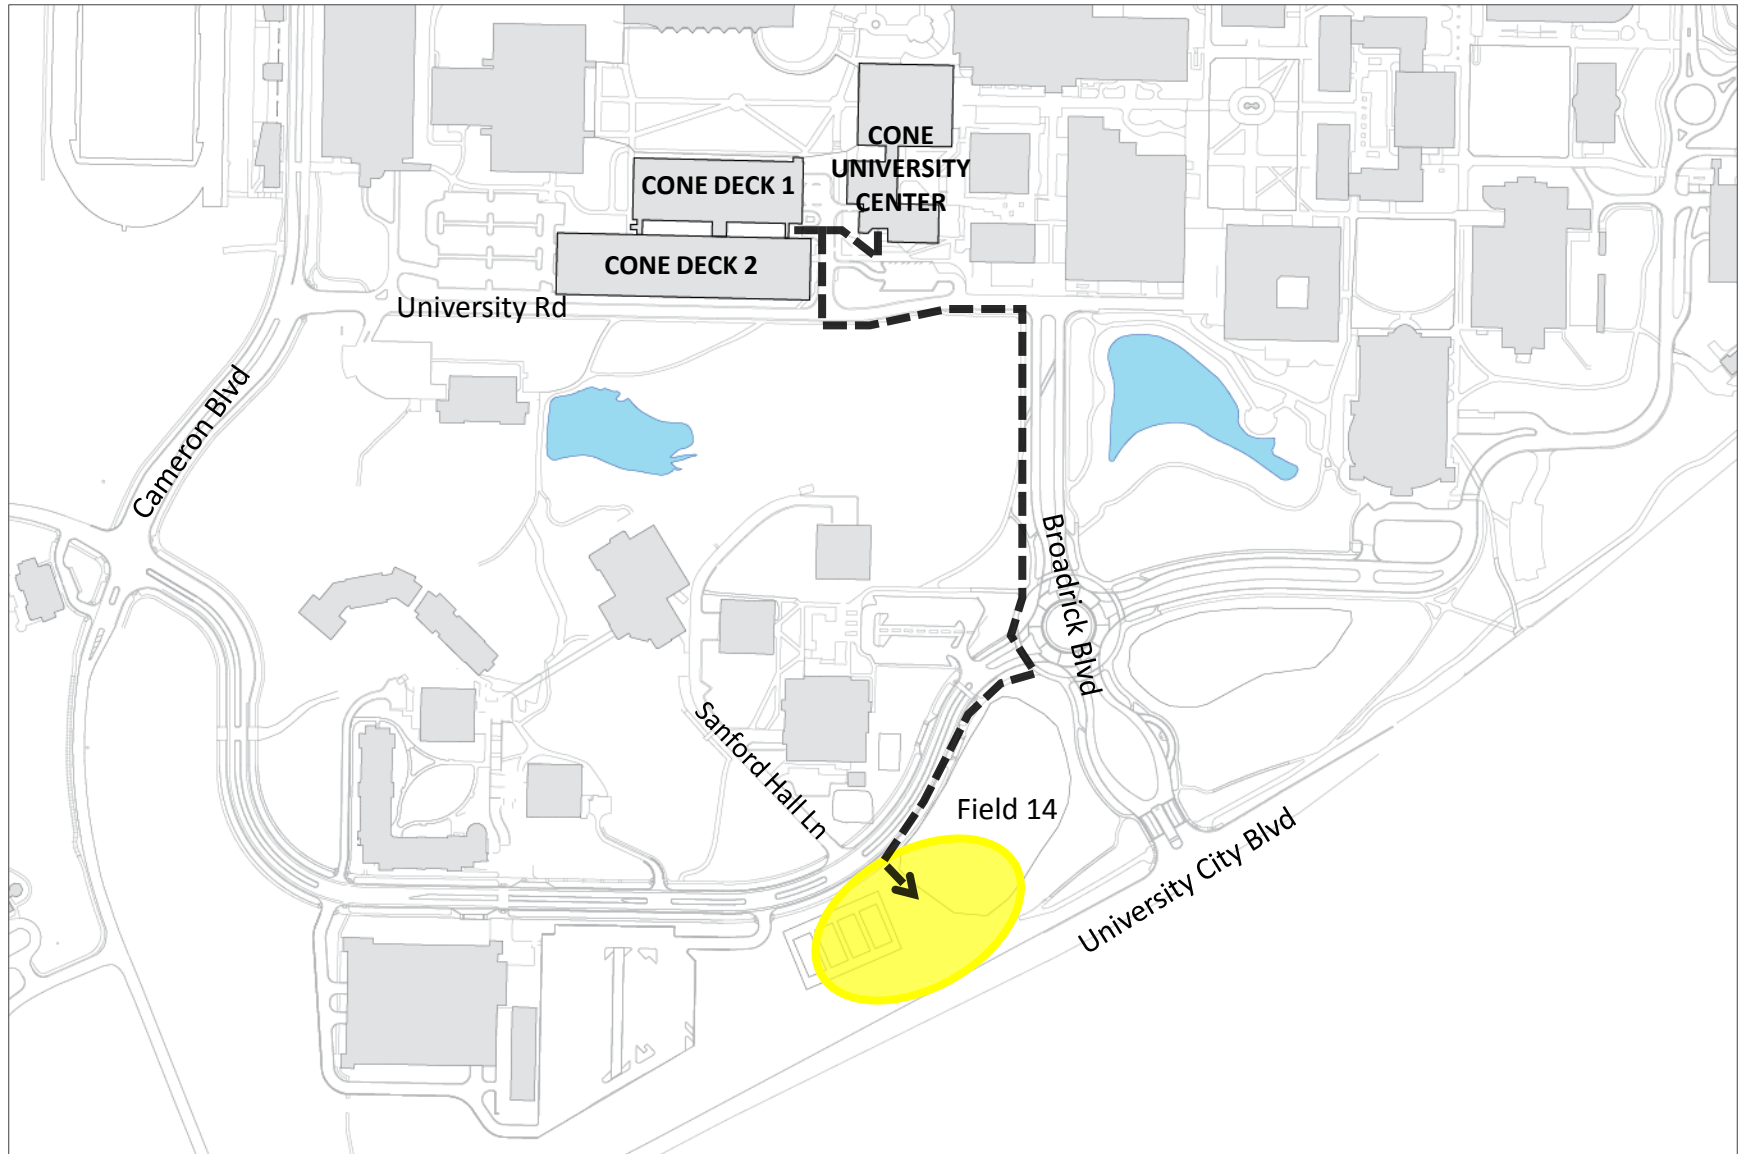 CONE
UNIVERSITY
CENTER
CONE DECK 1
CONE DECK 2
University Rd
Cameron Blvd
Broadrick Blvd
Sanford Hall Ln
Field 14
University City Blvd